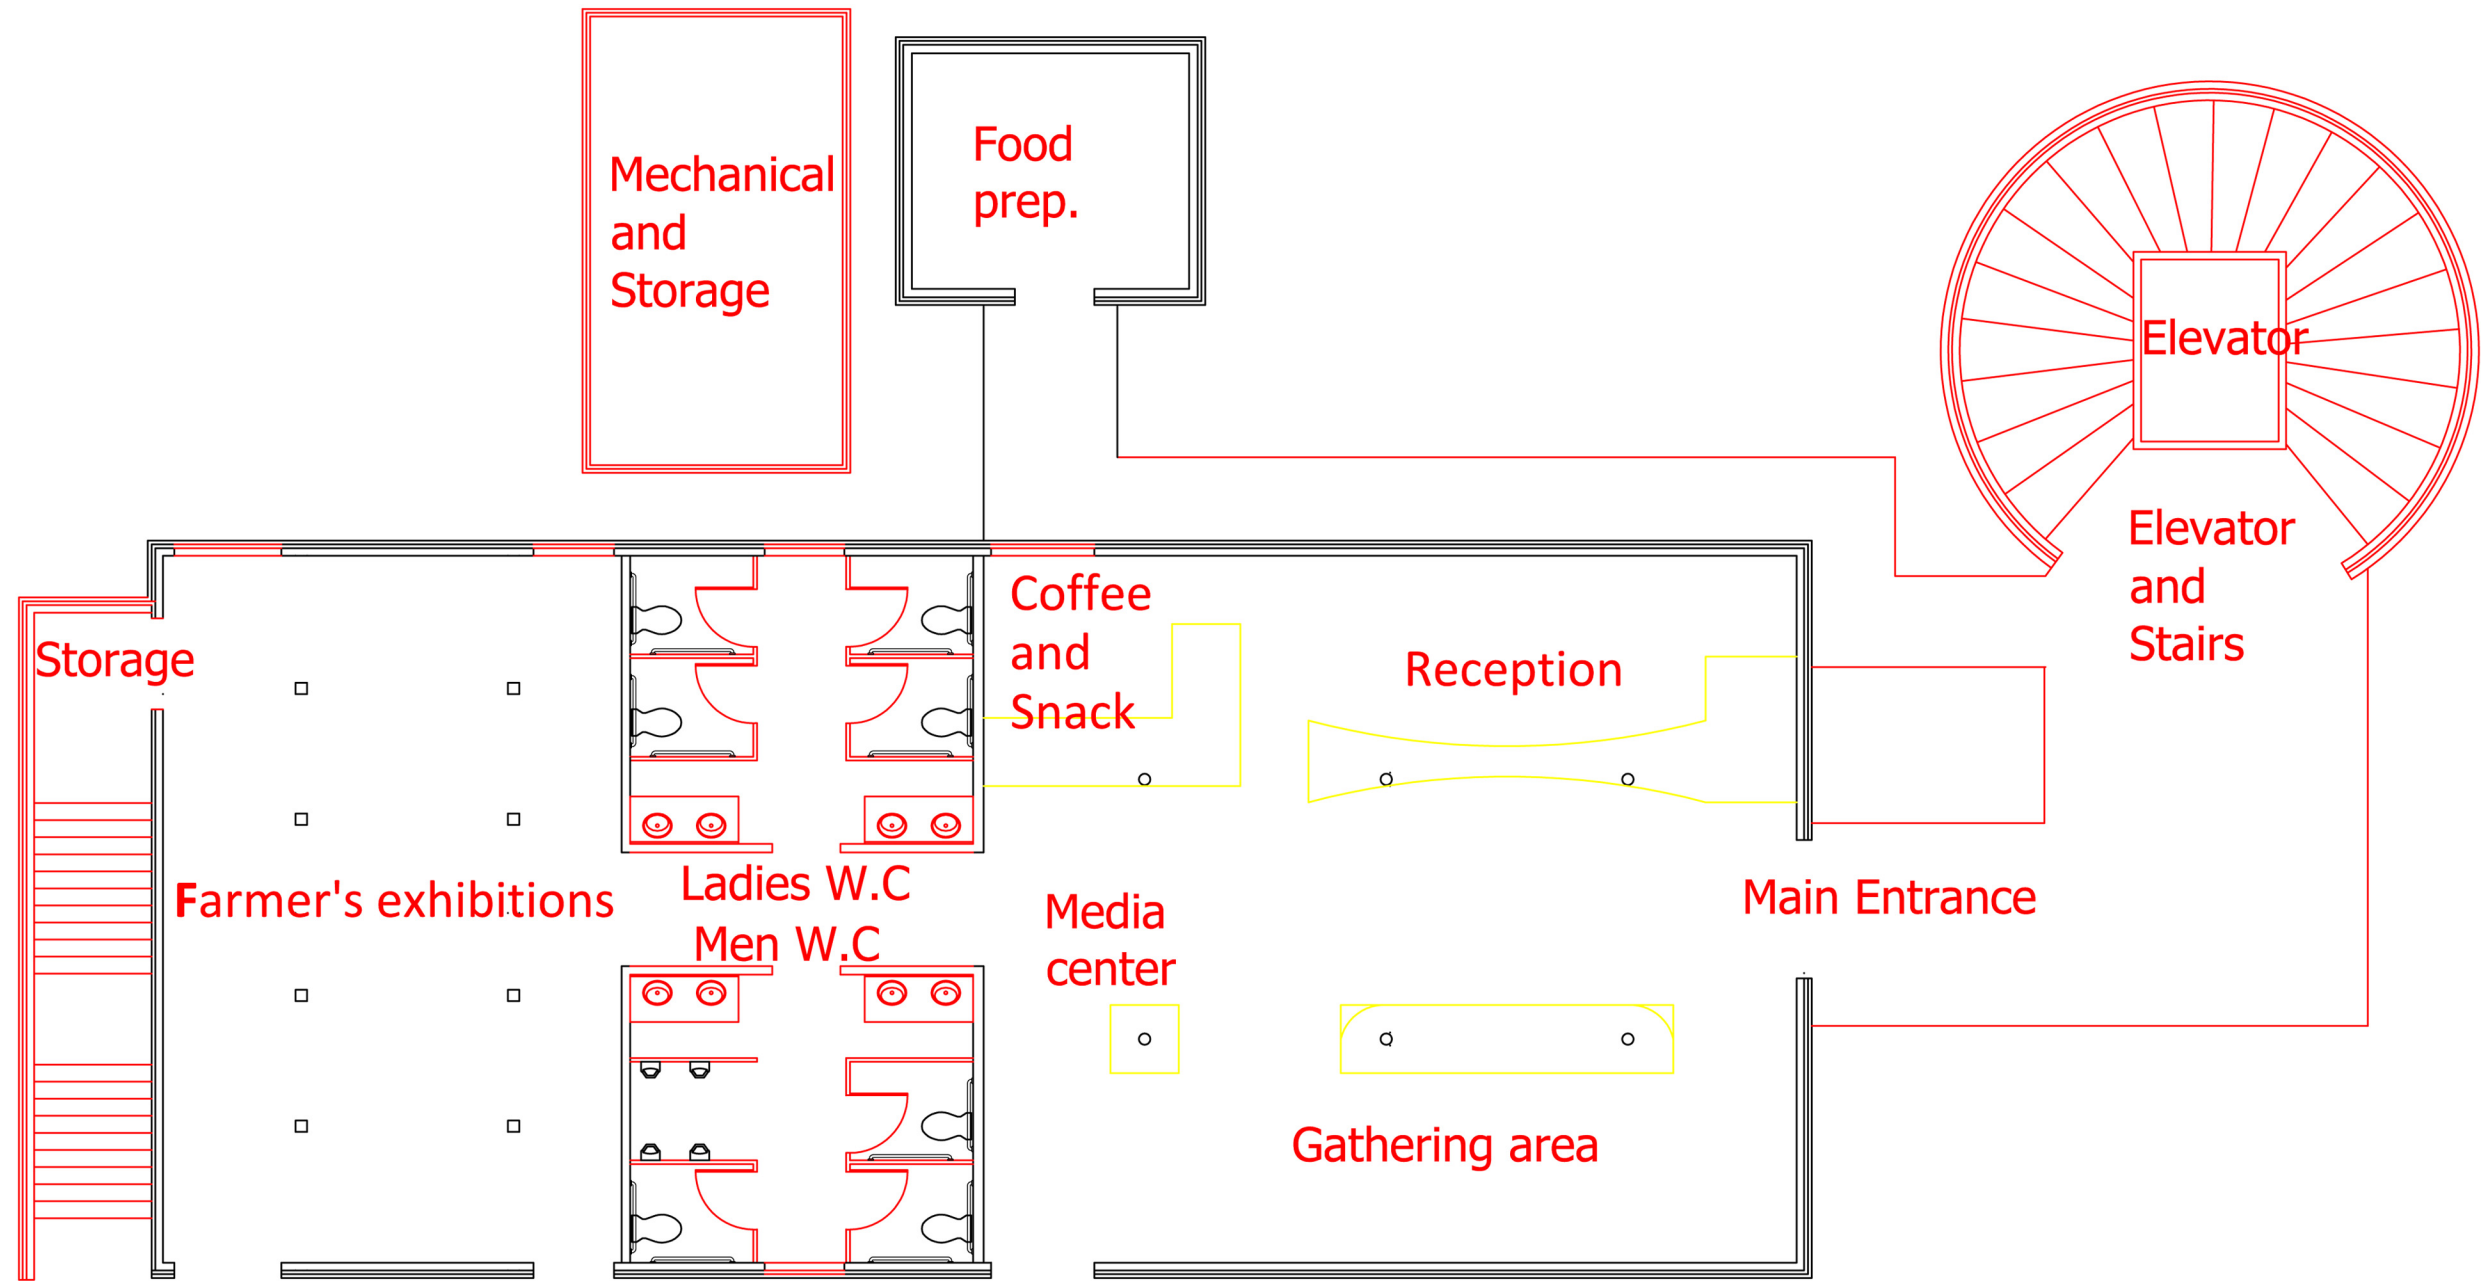 Mechanical
and
Storage
Food
prep.
Elevator
Elevator
and
Stairs
Storage
Coffee
and
Snack
Reception
Farmer's exhibitions
Ladies W.C
Men W.C
Media
center
Main Entrance
Gathering area